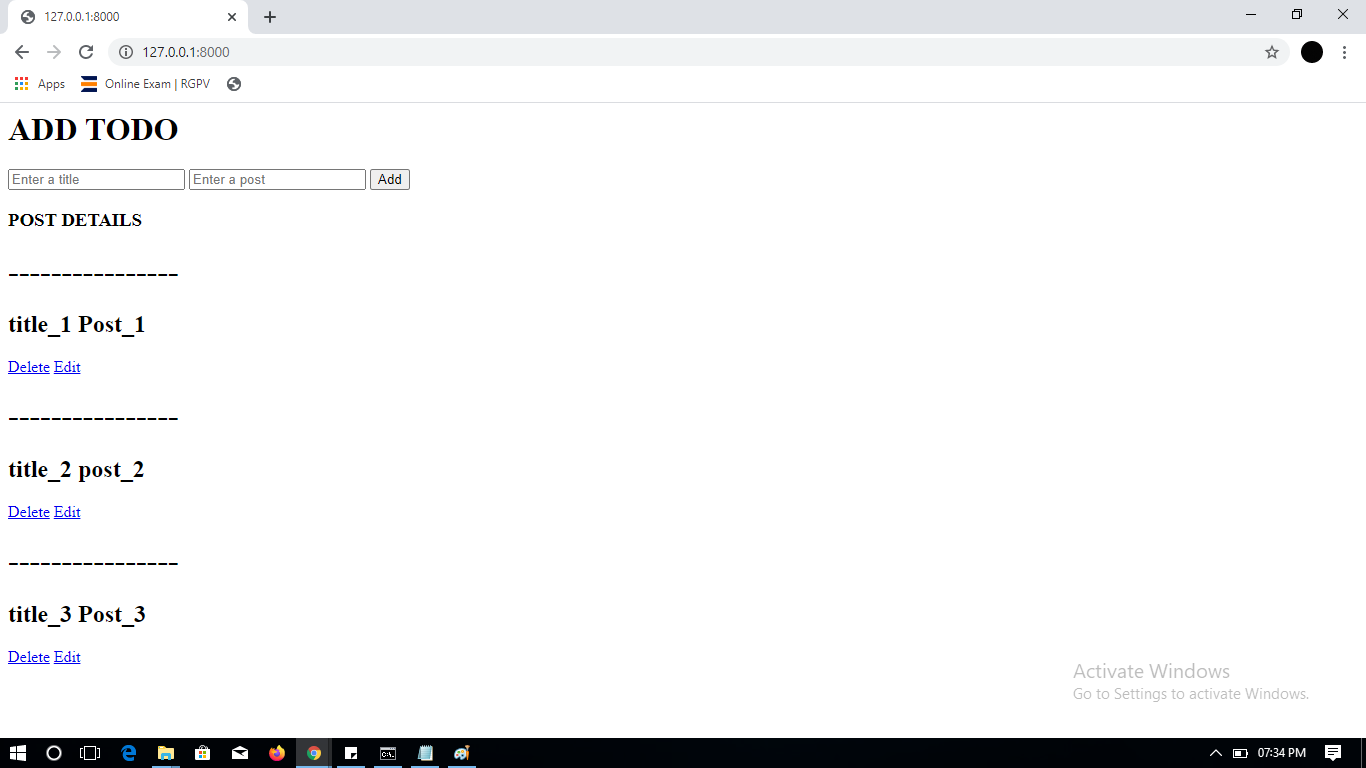 127.0.0.1:8000
127.0.0.1:8000
Apps Online Exam | RGPV
ADD TODO
Enter a title Enter a post Add
POST DETAILS
----------------
title_1 Post_1
Delete Edit
----------------
title_2 post_2
Delete Edit
----------------
title_3 Post_3
Delete Edit
Activate Windows
Go to Settings to activate Windows.
07:34 PM